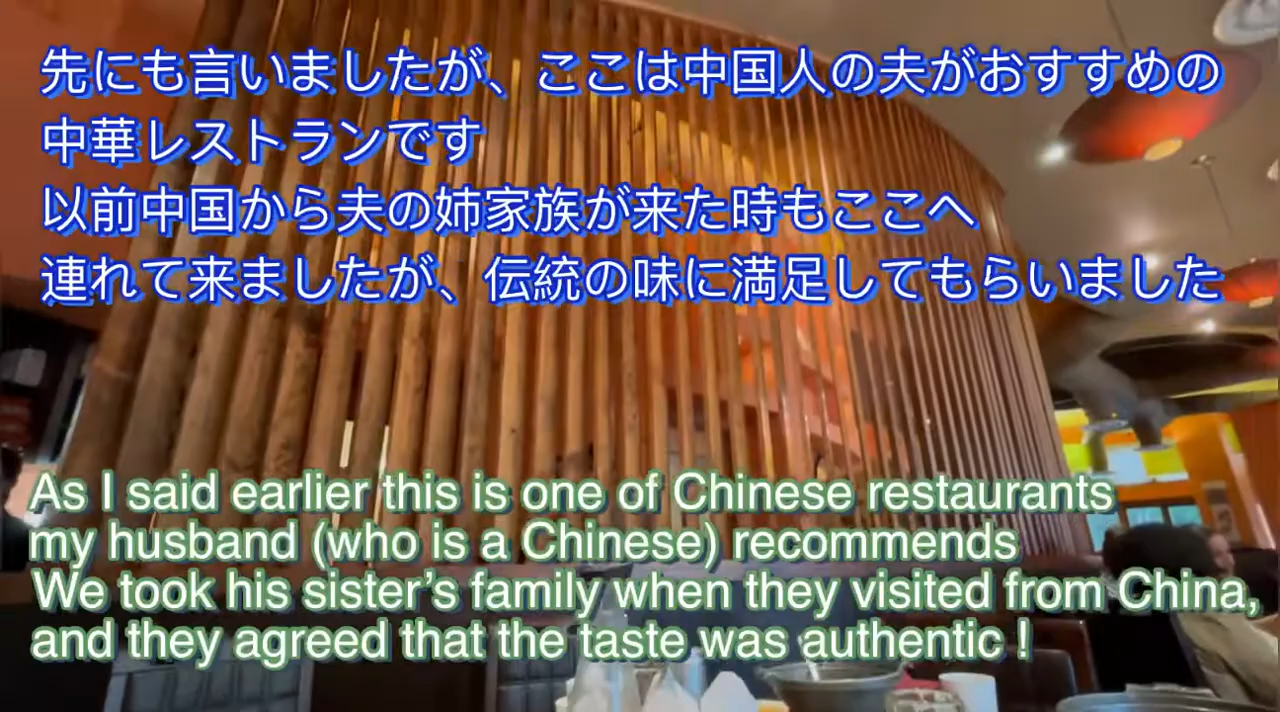 先にも言いましたが、ここは中国人の夫がおすすめの
中華レストランです
以前中国から夫の姉家族が来た時もここへ
連れて来ましたが、伝統の味に満足してもらいました
As I said earlier this is one of Chinese restaurants
my husband (who is a Chinese) recommends
We took his sister’s family when they visited from China,
and they agreed that the taste was authentic !